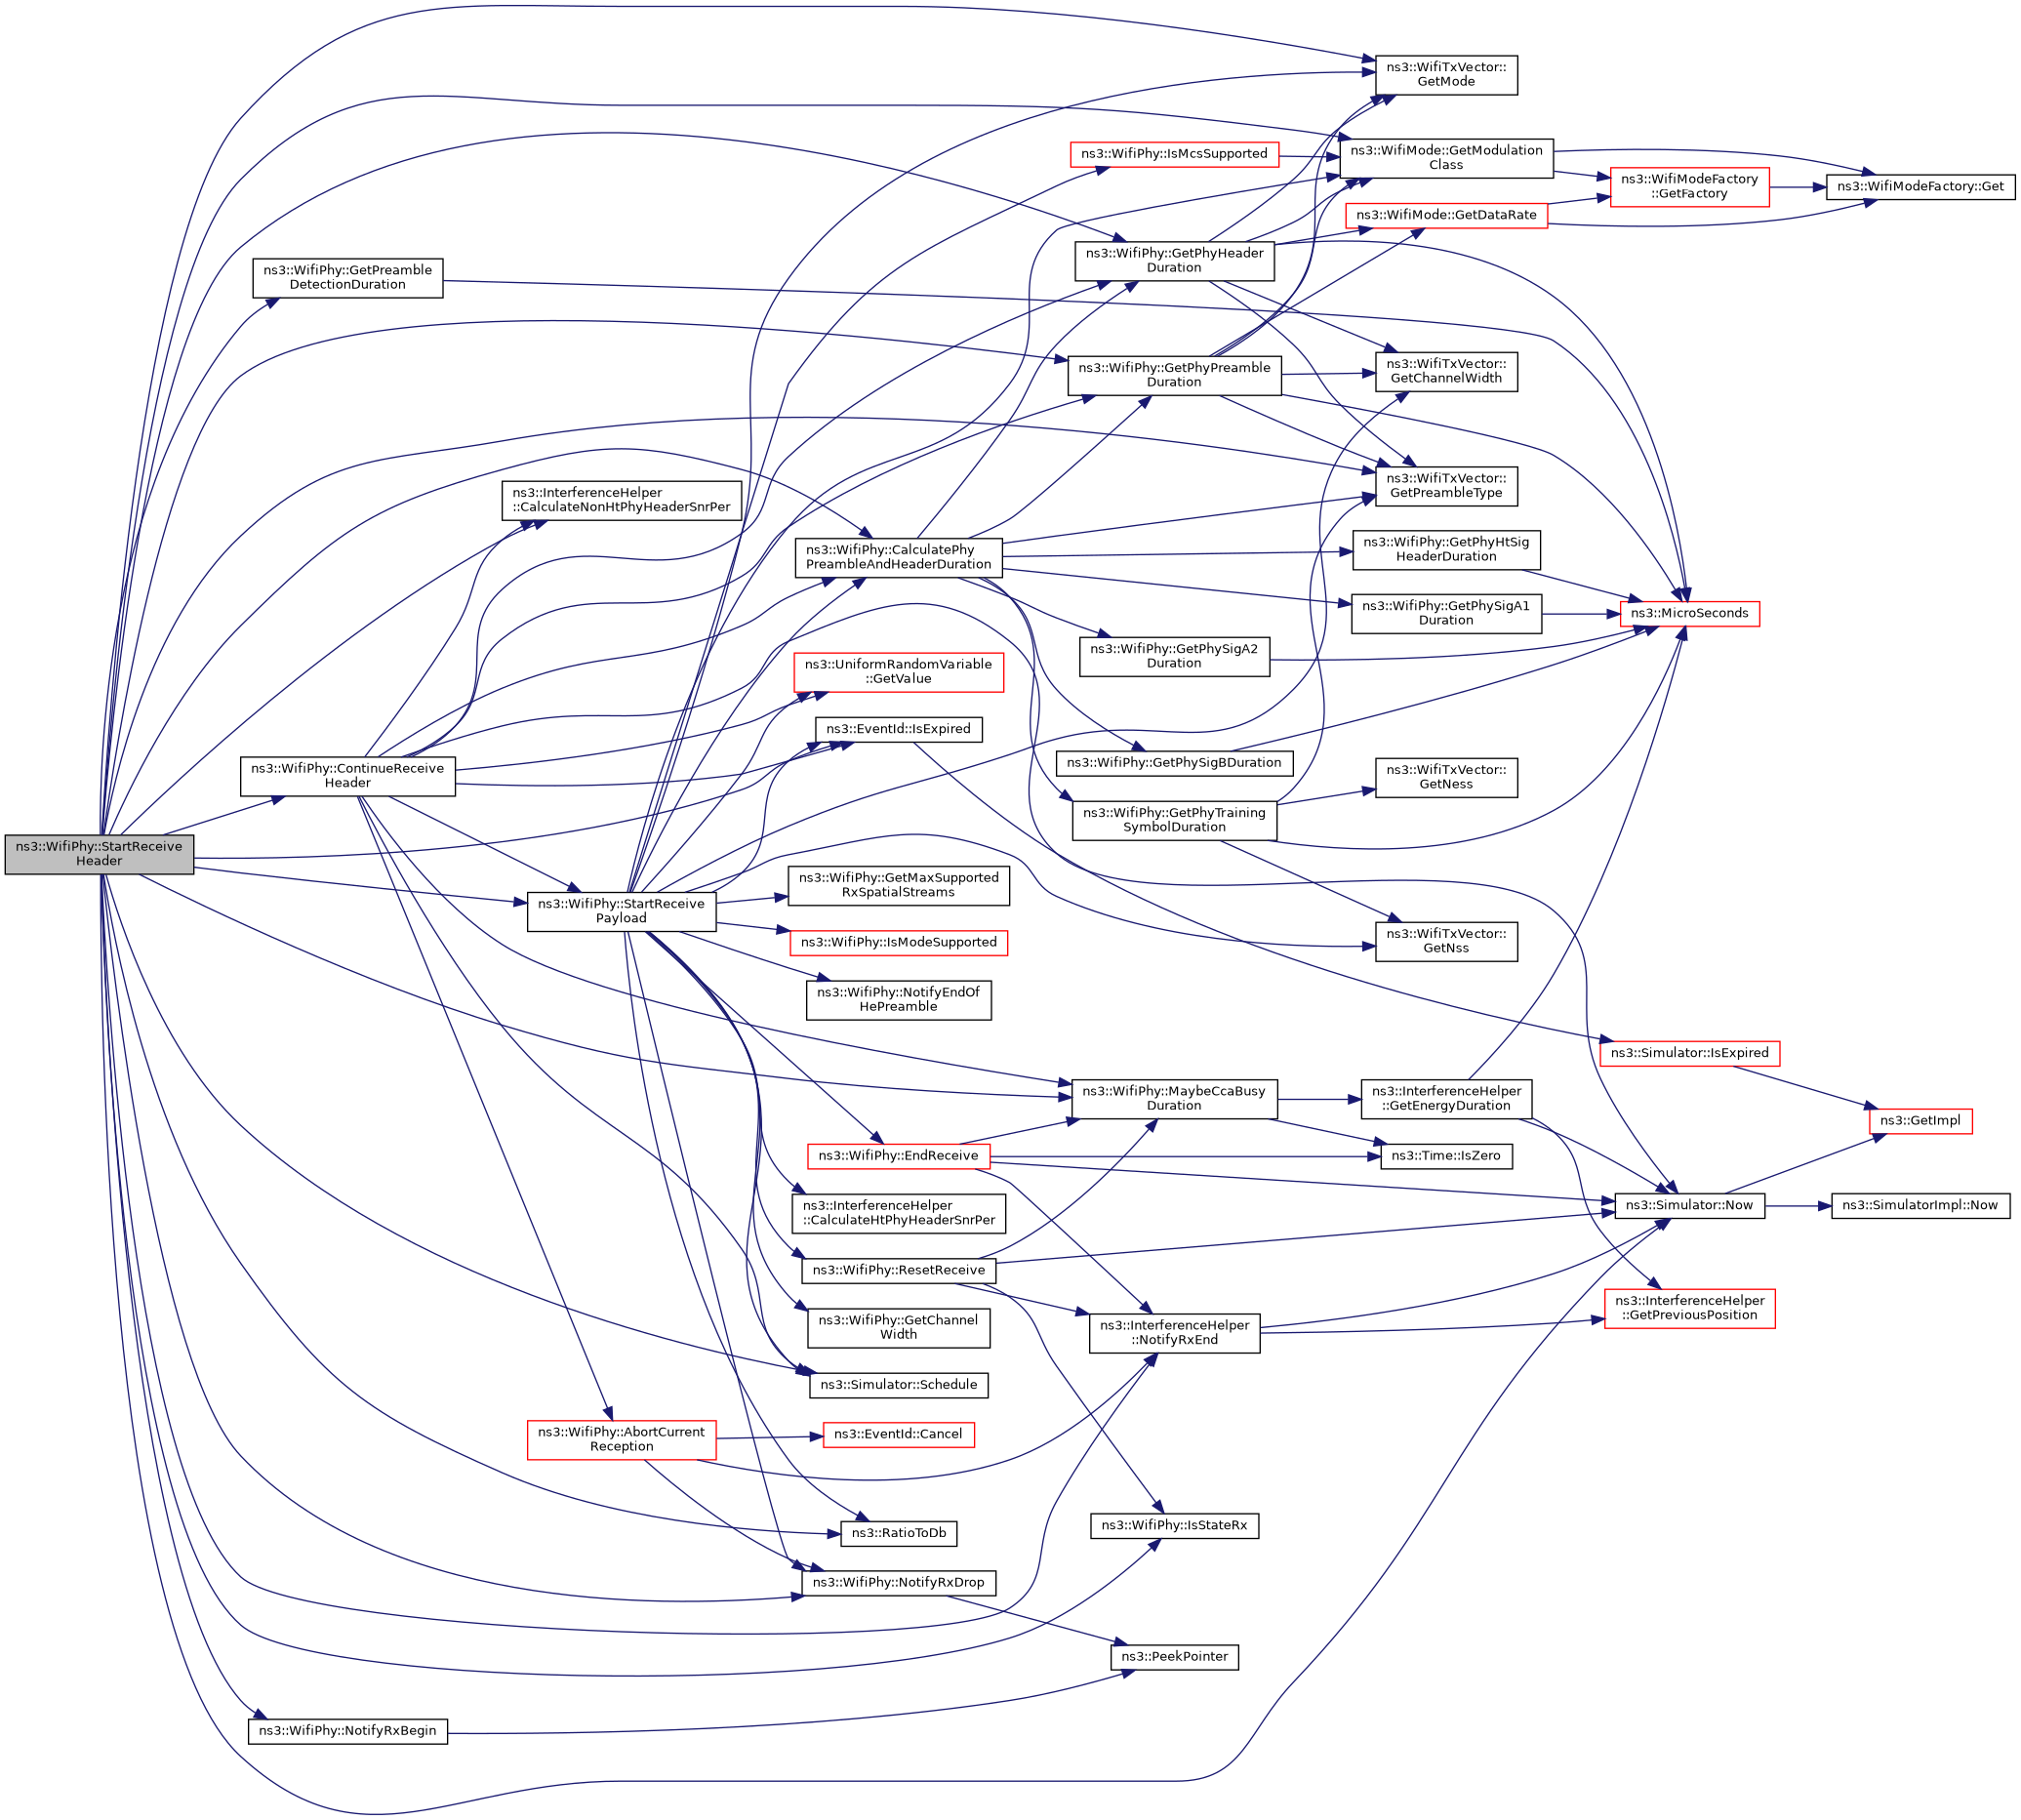 ns3::WifiPhy::StartReceive
Header
ns3::WifiPhy::GetPreamble
DetectionDuration
ns3::WifiPhy::ContinueReceive
Header
ns3::WifiPhy::NotifyRxBegin
ns3::InterferenceHelper
::CalculateNonHtPhyHeaderSnrPer
ns3::WifiPhy::StartReceive
Payload
ns3::WifiPhy::AbortCurrent
Reception
ns3::WifiPhy::CalculatePhy
PreambleAndHeaderDuration
ns3::UniformRandomVariable
::GetValue
ns3::EventId::IsExpired
ns3::WifiPhy::GetMaxSupported
RxSpatialStreams
ns3::WifiPhy::IsModeSupported
ns3::WifiPhy::NotifyEndOf
HePreamble
ns3::WifiPhy::EndReceive
ns3::InterferenceHelper
::CalculateHtPhyHeaderSnrPer
ns3::WifiPhy::ResetReceive
ns3::WifiPhy::GetChannel
Width
ns3::Simulator::Schedule
ns3::EventId::Cancel
ns3::RatioToDb
ns3::WifiPhy::NotifyRxDrop
ns3::WifiPhy::IsMcsSupported
ns3::WifiPhy::GetPhyHeader
Duration
ns3::WifiPhy::GetPhyPreamble
Duration
ns3::WifiPhy::GetPhySigA2
Duration
ns3::WifiPhy::GetPhySigBDuration
ns3::WifiPhy::GetPhyTraining
SymbolDuration
ns3::WifiPhy::MaybeCcaBusy
Duration
ns3::InterferenceHelper
::NotifyRxEnd
ns3::WifiPhy::IsStateRx
ns3::PeekPointer
ns3::WifiTxVector::
GetMode
ns3::WifiMode::GetModulation
Class
ns3::WifiMode::GetDataRate
ns3::WifiTxVector::
GetChannelWidth
ns3::WifiTxVector::
GetPreambleType
ns3::WifiPhy::GetPhyHtSig
HeaderDuration
ns3::WifiPhy::GetPhySigA1
Duration
ns3::WifiTxVector::
GetNess
ns3::WifiTxVector::
GetNss
ns3::InterferenceHelper
::GetEnergyDuration
ns3::Time::IsZero
ns3::WifiModeFactory
::GetFactory
ns3::MicroSeconds
ns3::Simulator::IsExpired
ns3::Simulator::Now
ns3::InterferenceHelper
::GetPreviousPosition
ns3::WifiModeFactory::Get
ns3::GetImpl
ns3::SimulatorImpl::Now